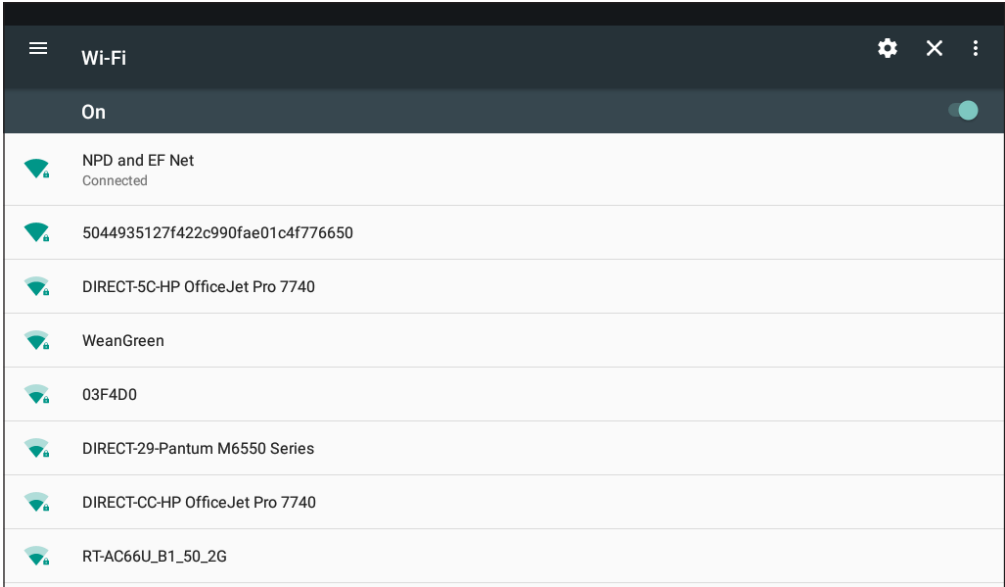 Wi-Fi
On
NPD and EF Net
Connected
5044935127f422c990fae01c4f776650
DIRECT-5C-HP OfficeJet Pro 7740
WeanGreen
03F4D0
DIRECT-29-Pantum M6550 Series
DIRECT-CC-HP OfficeJet Pro 7740
RT-AC66U_B1_50_2G